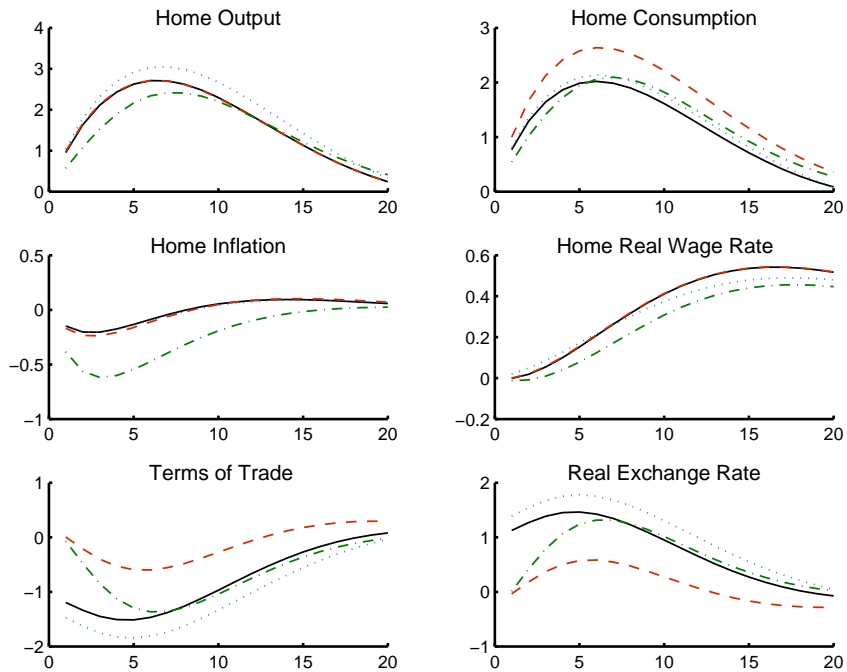 Home Output
4
3
2
1
0
0 5 10 15 20
Home Consumption
3
2
1
0
0 5 10 15 20
Home Inflation
0.5
0
−0.5
−1
0 5 10 15 20
Home Real Wage Rate
0.6
0.4
0.2
0
−0.2
0 5 10 15 20
Terms of Trade
1
0
−1
−2
0 5 10 15 20
Real Exchange Rate
2
1
0
−1
0 5 10 15 20